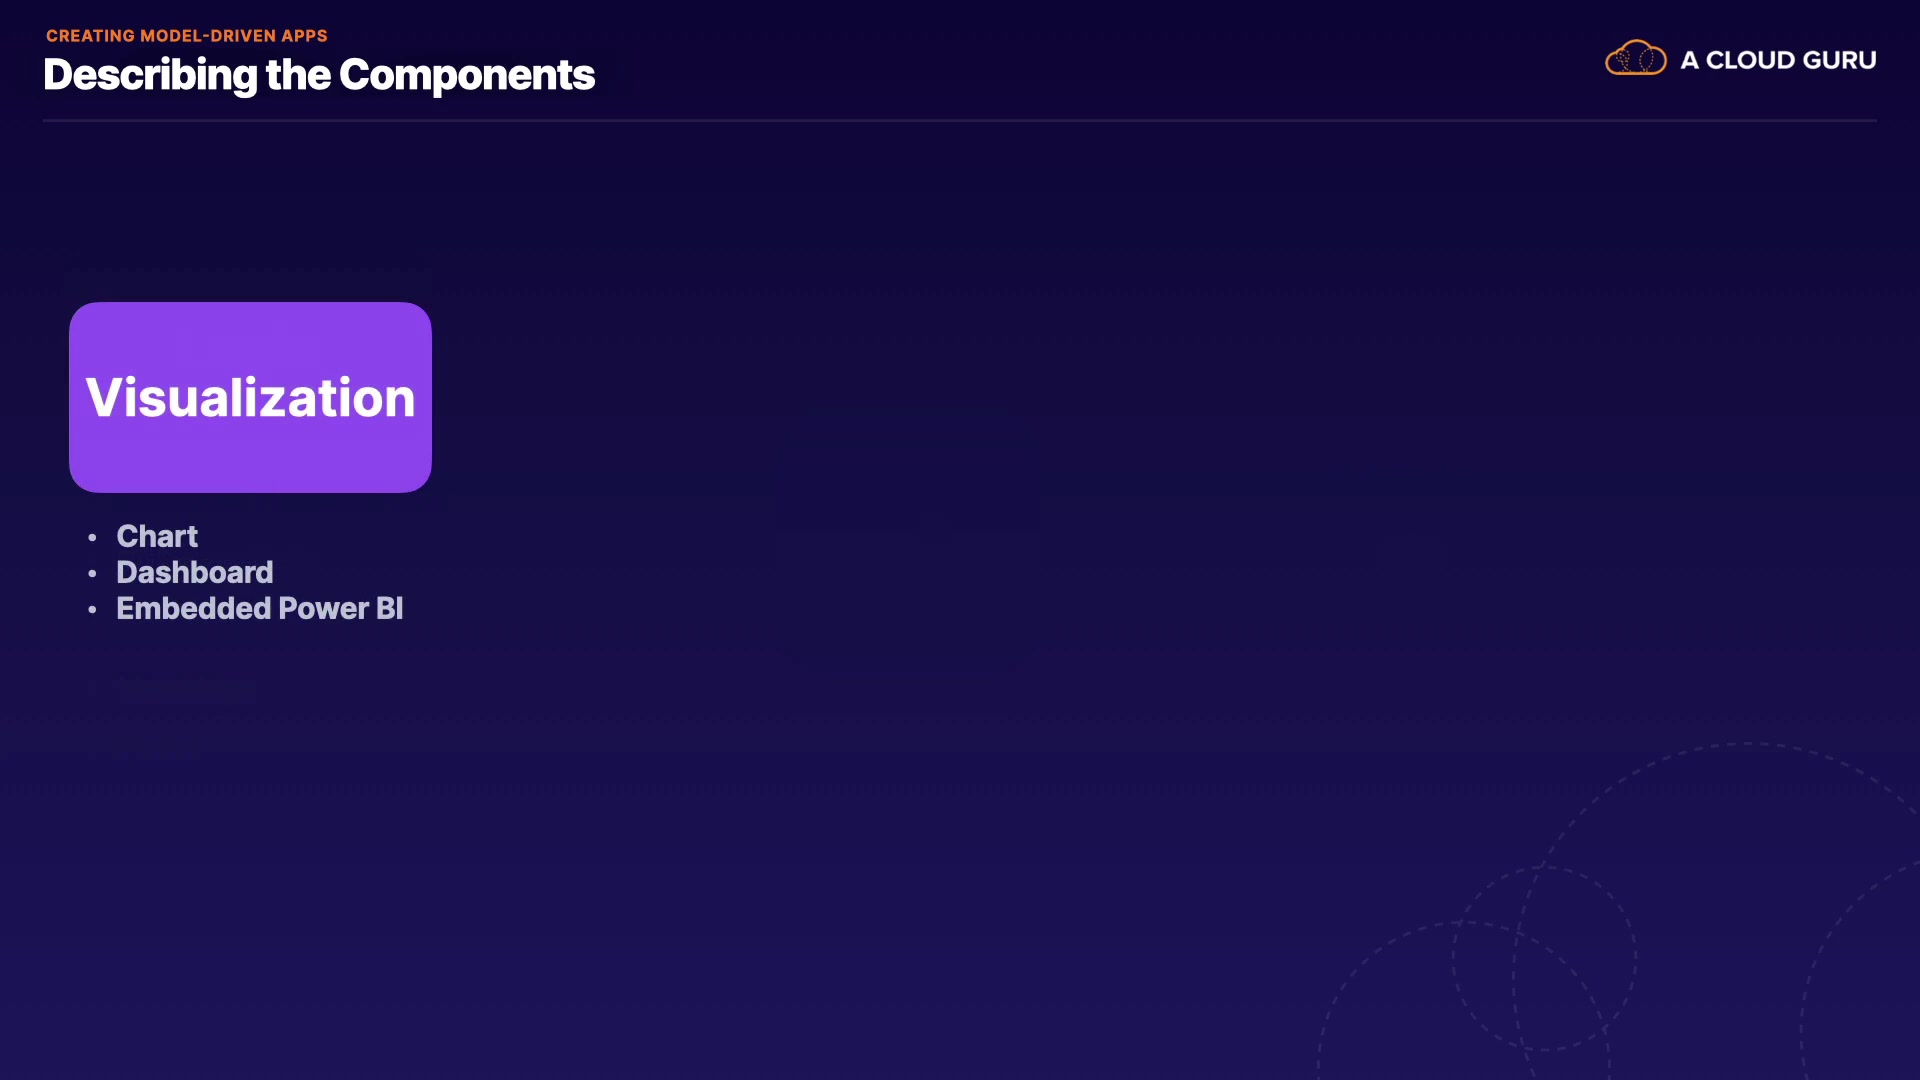 CREATING MODEL-DRIVEN APPS
Describing the Components
A CLOUD GURU
Visualization
• Chart
• Dashboard
• Embedded Power BI